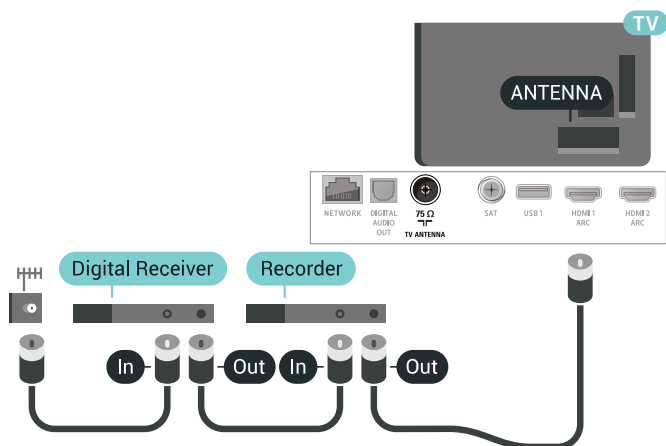 TV
ANTENNA
NETWORK
DIGITAL
AUDIO
OUT
75 Ω
TV ANTENNA
SAT
USB 1
HDMI 1
ARC
HDMI 2
ARC
Digital Receiver
Recorder
In
Out
In
Out